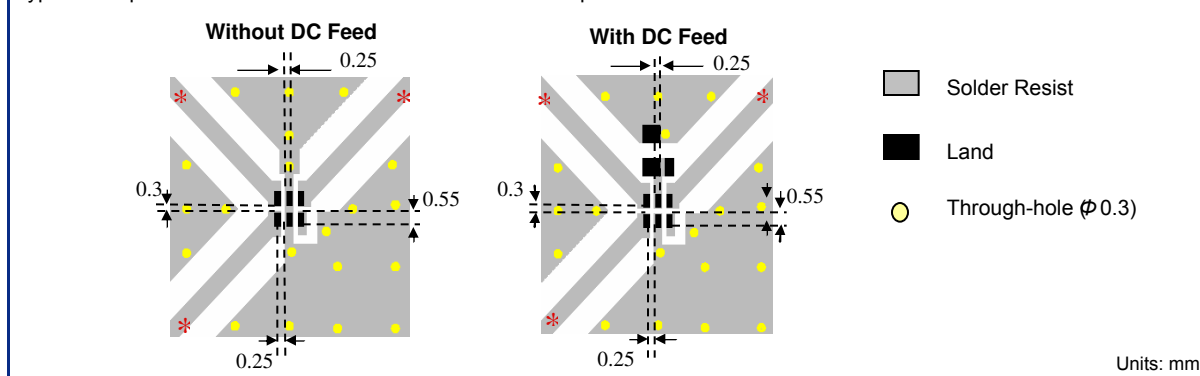 Without DC Feed
0.25
0.3
0.55
0.25
With DC Feed
0.25
0.3
0.55
0.25
Solder Resist
Land
Through-hole (Φ 0.3)
Units: mm
*
*
*
*
*
*